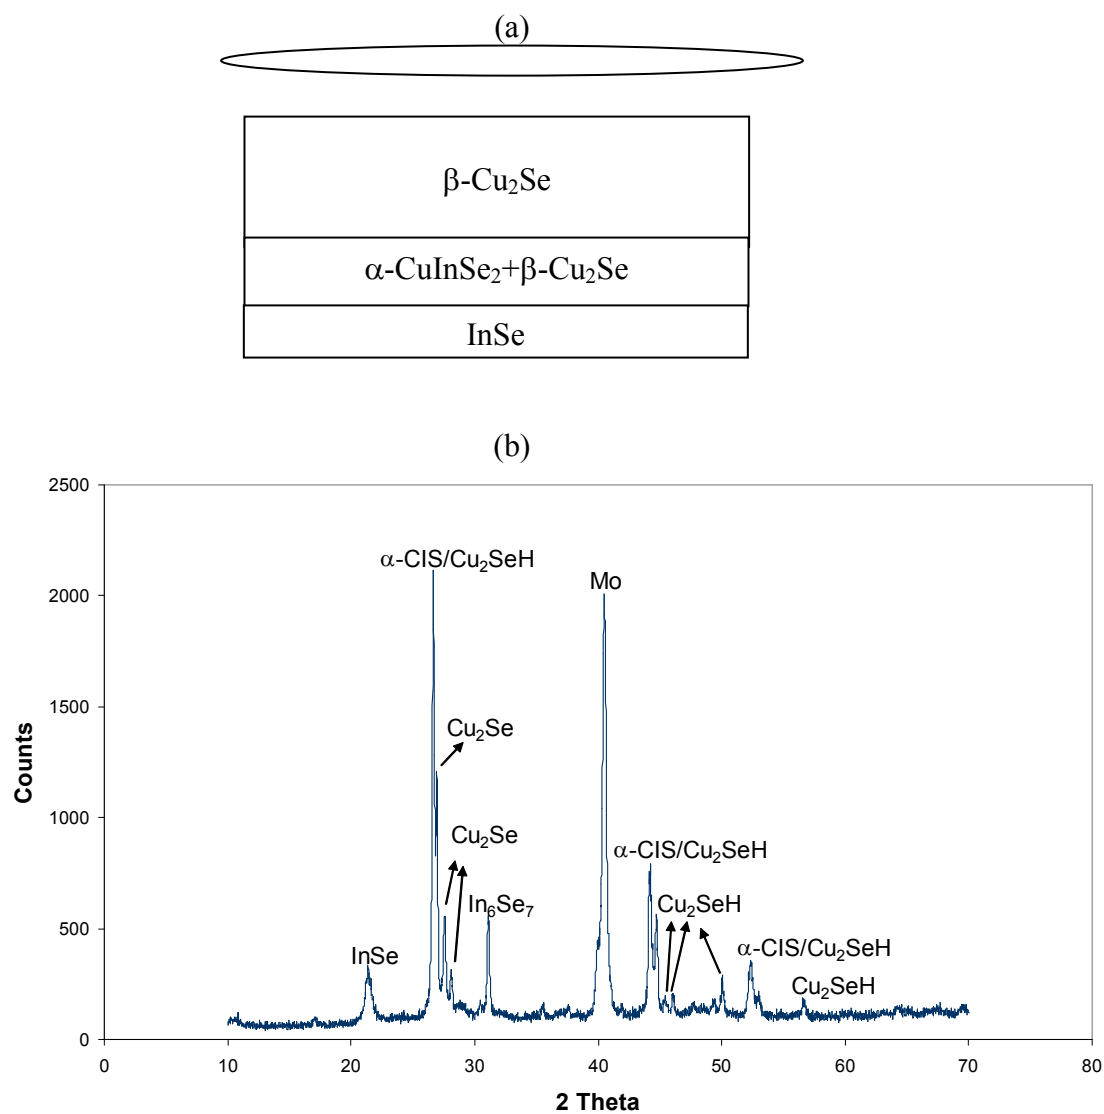 (a)
β-Cu₂Se
α-CuInSe₂+β-Cu₂Se
InSe
(b)
2500
2000
1500
1000
500
0
Counts
α-CIS/Cu₂SeH
Mo
Cu₂Se
Cu₂Se
α-CIS/Cu₂SeH
In₆Se₇
Cu₂SeH
InSe
α-CIS/Cu₂SeH
Cu₂SeH
0 10 20 30 40 50 60 70 80
2 Theta